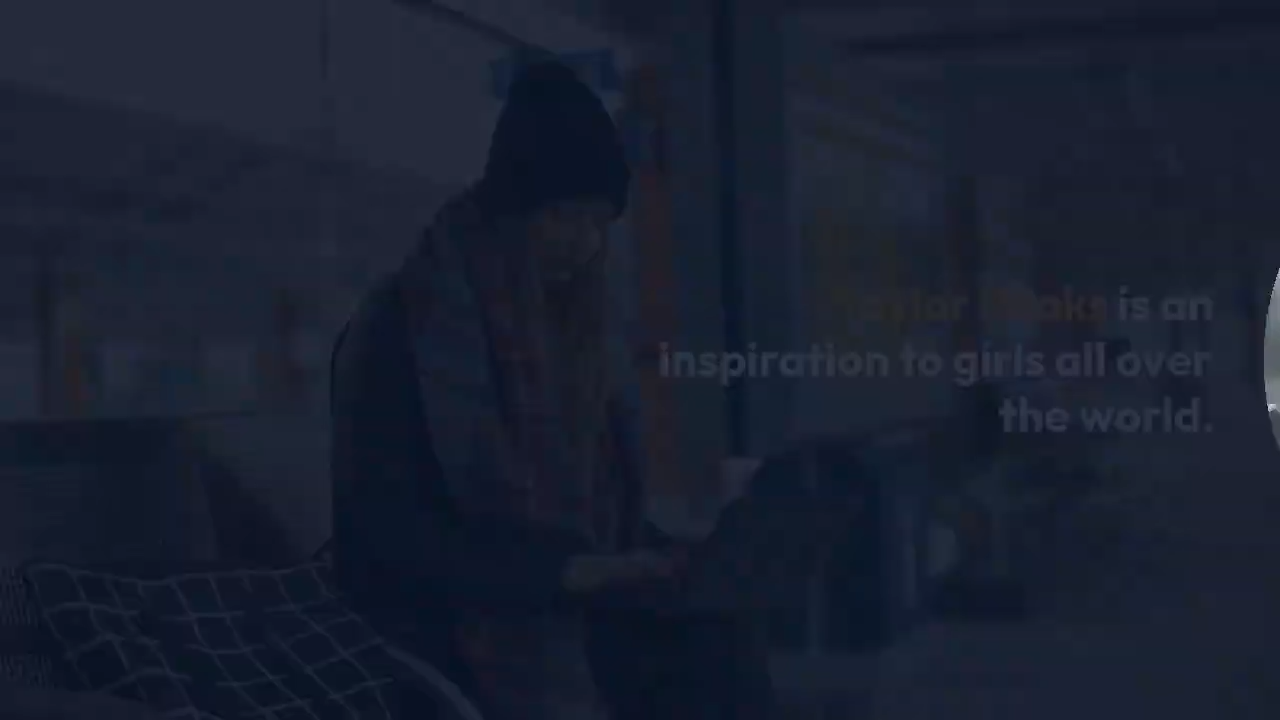 is an
inspiration to girls all over
the world.